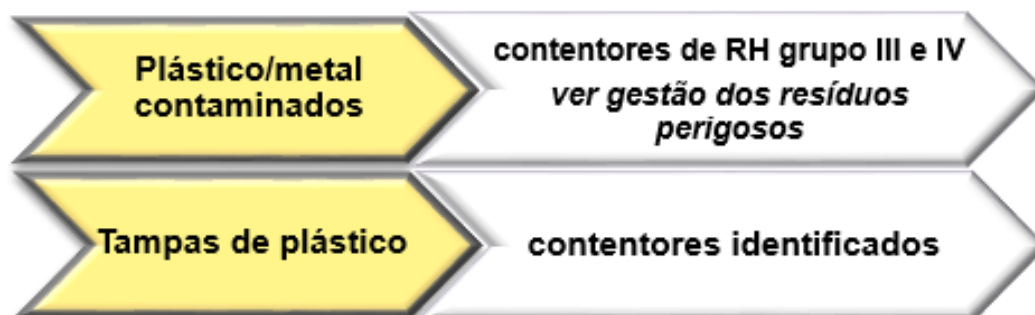 Plástico/metal
contaminados
contentores de RH grupo III e IV
ver gestão dos resíduos
perigosos
Tampas de plástico
contentores identificados